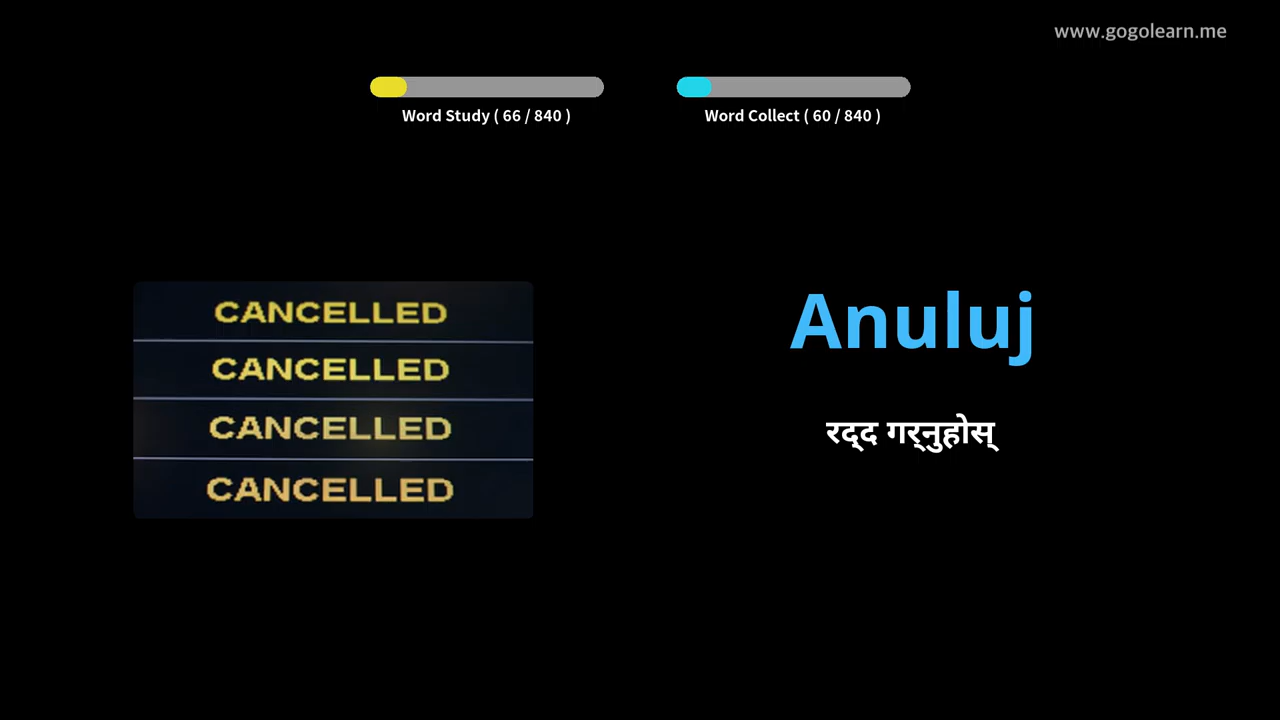 www.gogolearn.me
Word Study ( 66 / 840 )
Word Collect ( 60 / 840 )
CANCELLED
CANCELLED
CANCELLED
CANCELLED
Anuluj
रद्द गर्नुहोस्